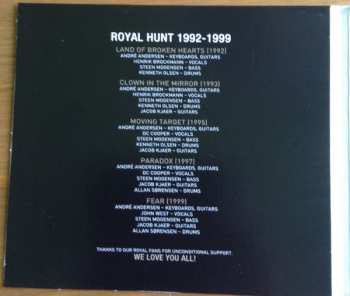 ROYAL HUNT 1992-1999
LAND OF BROKEN HEARTS (1992)
ANDRÉ ANDERSEN - KEYBOARDS, GUITARS
HENRIK BROCKMANN - VOCALS
STEEN MOGENSEN - BASS
KENNETH OLSEN - DRUMS
CLOWN IN THE MIRROR (1993)
ANDRÉ ANDERSEN - KEYBOARDS, GUITARS
HENRIK BROCKMANN - VOCALS
STEEN MOGENSEN - BASS
KENNETH OLSEN - DRUMS
JACOB KJAER - GUITARS
MOVING TARGET (1995)
ANDRÉ ANDERSEN - KEYBOARDS, GUITARS
DC COOPER - VOCALS
STEEN MOGENSEN - BASS
KENNETH OLSEN - DRUMS
JACOB KJAER - GUITARS
PARADOX (1997)
ANDRÉ ANDERSEN - KEYBOARDS, GUITARS
DC COOPER - VOCALS
STEEN MOGENSEN - BASS
JACOB KJAER - GUITARS
ALLAN SØRENSEN - DRUMS
FEAR (1999)
ANDRÉ ANDERSEN - KEYBOARDS, GUITARS
JOHN WEST - VOCALS
STEEN MOGENSEN - BASS
JACOB KJAER - GUITARS
ALLAN SØRENSEN - DRUMS
THANKS TO OUR ROYAL FANS FOR UNCONDITIONAL SUPPORT.
WE LOVE YOU ALL!